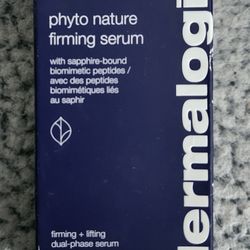 phyto nature
firming serum
with sapphire-bound
biomimetic peptides /
avec des peptides
biomimétiques liés
au saphir
firming + lifting
dual-phase serum
dermalogi